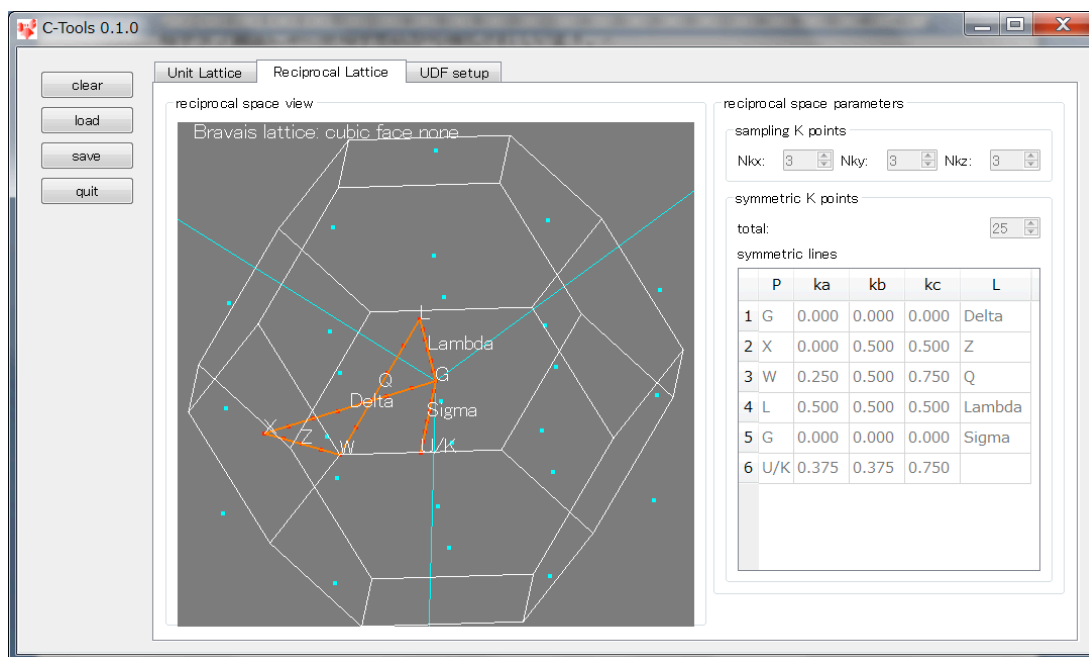 C-Tools 0.1.0
clear
load
save
quit
Unit Lattice
Reciprocal Lattice
UDF setup
reciprocal space view
Bravais lattice: cubic face none
L
Lambda
G
Q
Delta
Sigma
X
Z
W
U/K
reciprocal space parameters
sampling K points
Nkx: 3 Nky: 3 Nkz: 3
symmetric K points
total: 25
symmetric lines
P ka kb kc L
1 G 0.000 0.000 0.000 Delta
2 X 0.000 0.500 0.500 Z
3 W 0.250 0.500 0.750 Q
4 L 0.500 0.500 0.500 Lambda
5 G 0.000 0.000 0.000 Sigma
6 U/K 0.375 0.375 0.750